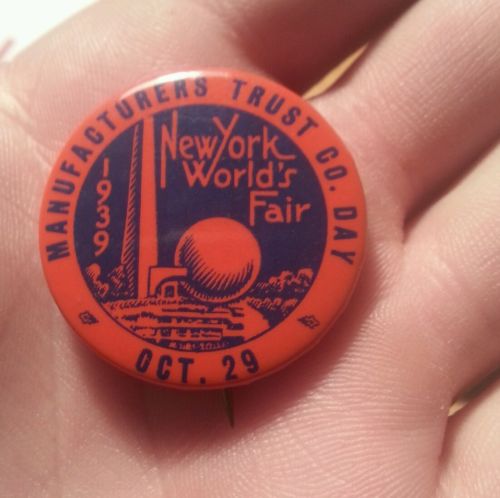 MANUFACTURERS TRUST CO. DAY
New York
World's
Fair
1939
OCT. 29